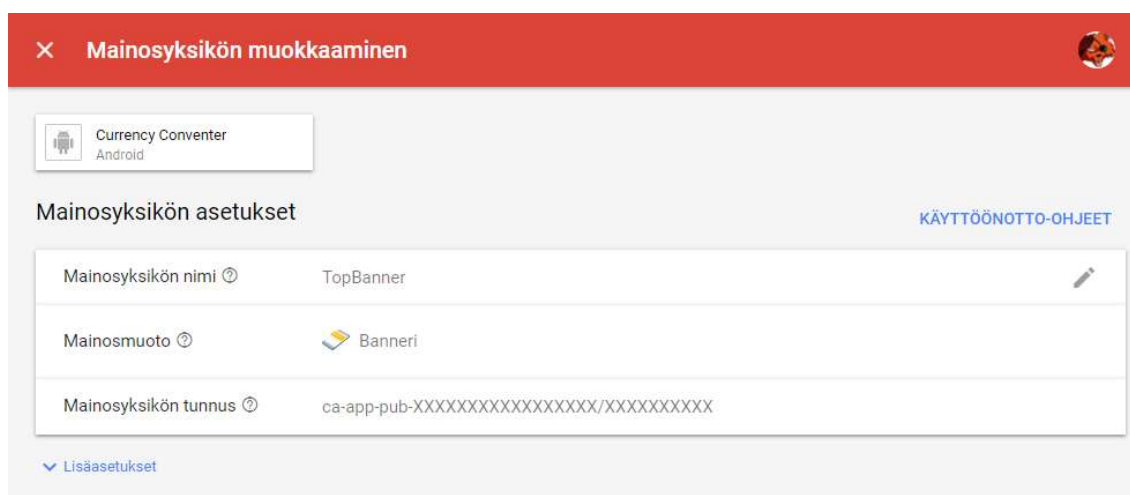 Mainosyksikön muokkaaminen
Currency Conventer
Android
Mainosyksikön asetukset
KÄYTTÖÖNOTTO-OHJEET
Mainosyksikön nimi TopBanner
Mainosmuoto Banneri
Mainosyksikön tunnus ca-app-pub-XXXXXXXXXXXXXXXXX/XXXXXXXXXX
Lisäasetukset